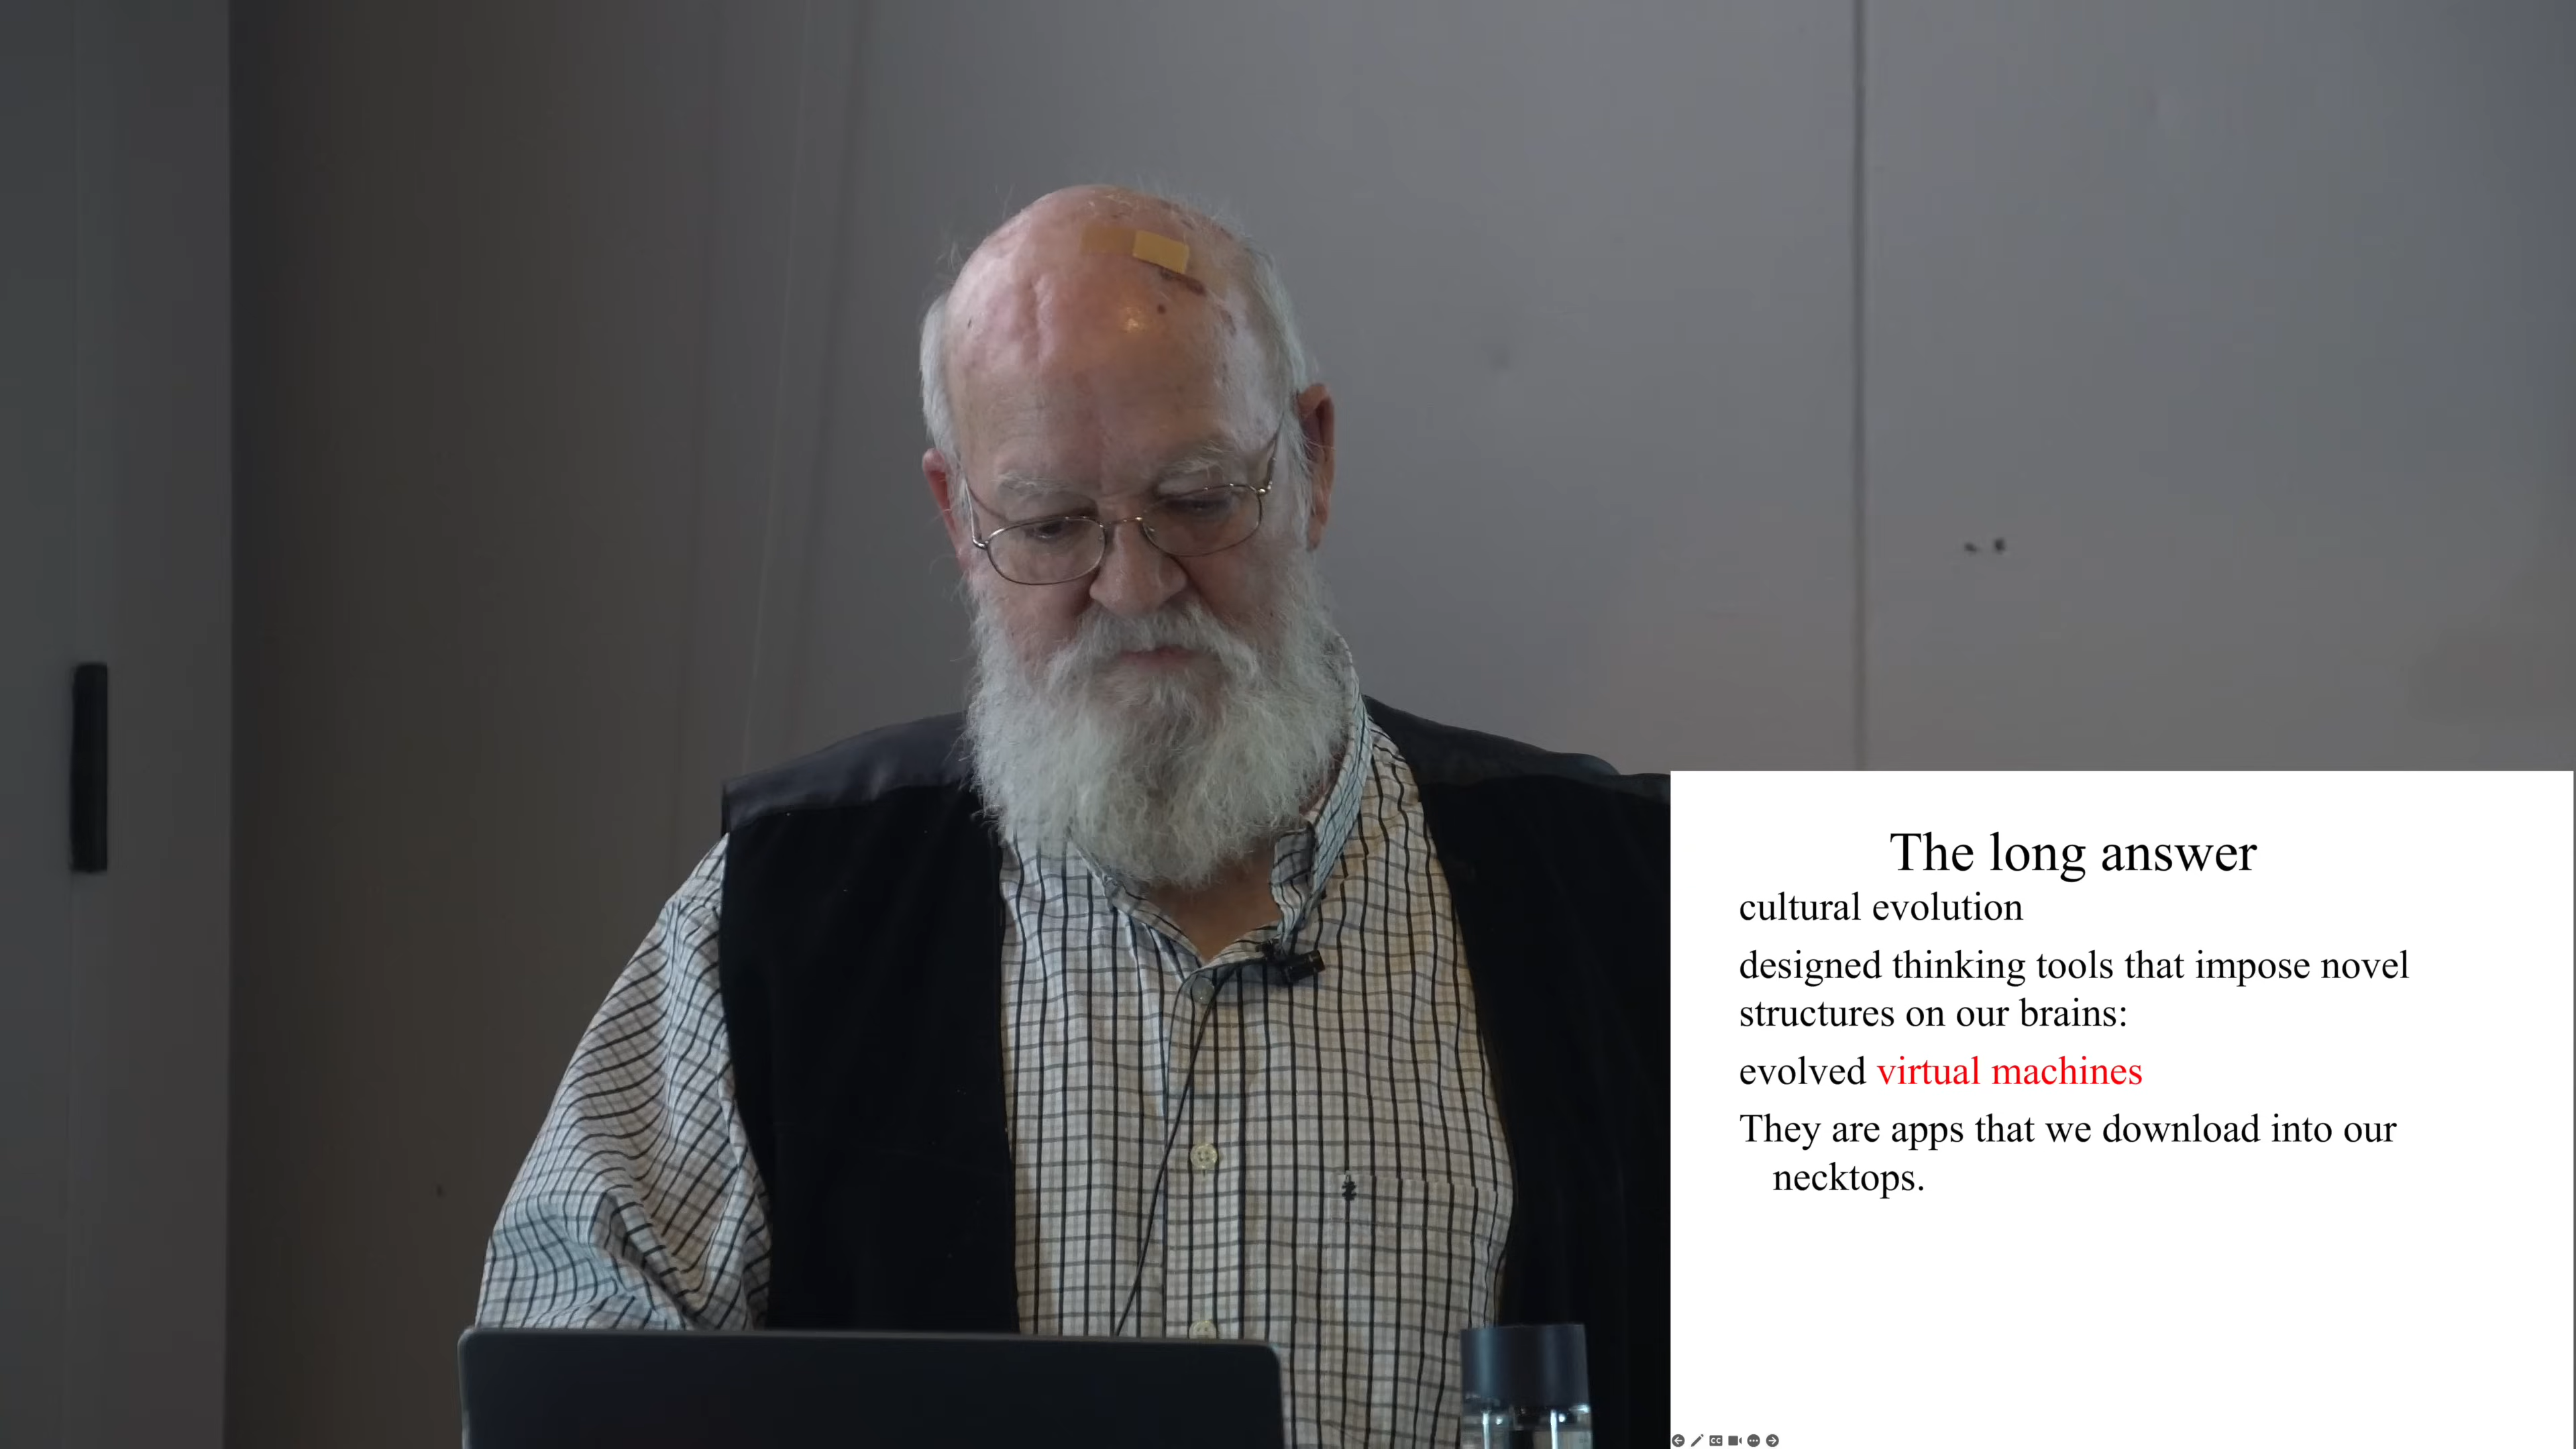 The long answer
cultural evolution
designed thinking tools that impose novel
structures on our brains:
evolved virtual machines
They are apps that we download into our
necktops.
CC